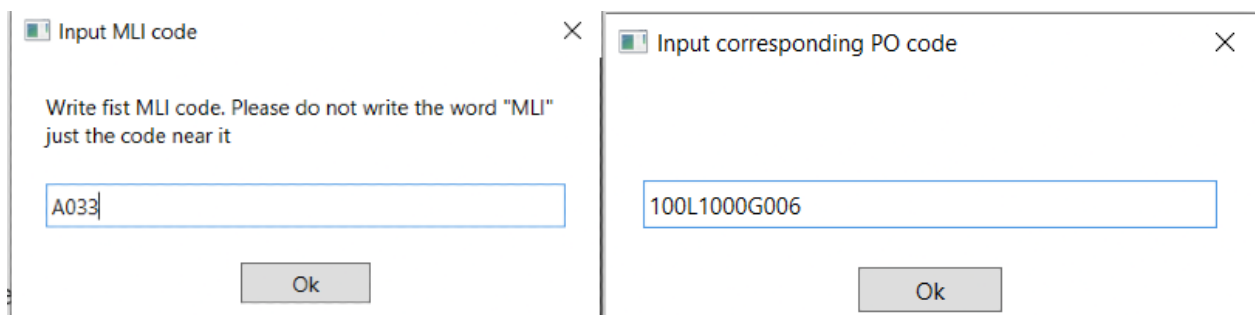 Input MLI code
Write fist MLI code. Please do not write the word "MLI"
just the code near it
A033
Ok
Input corresponding PO code
100L1000G006
Ok